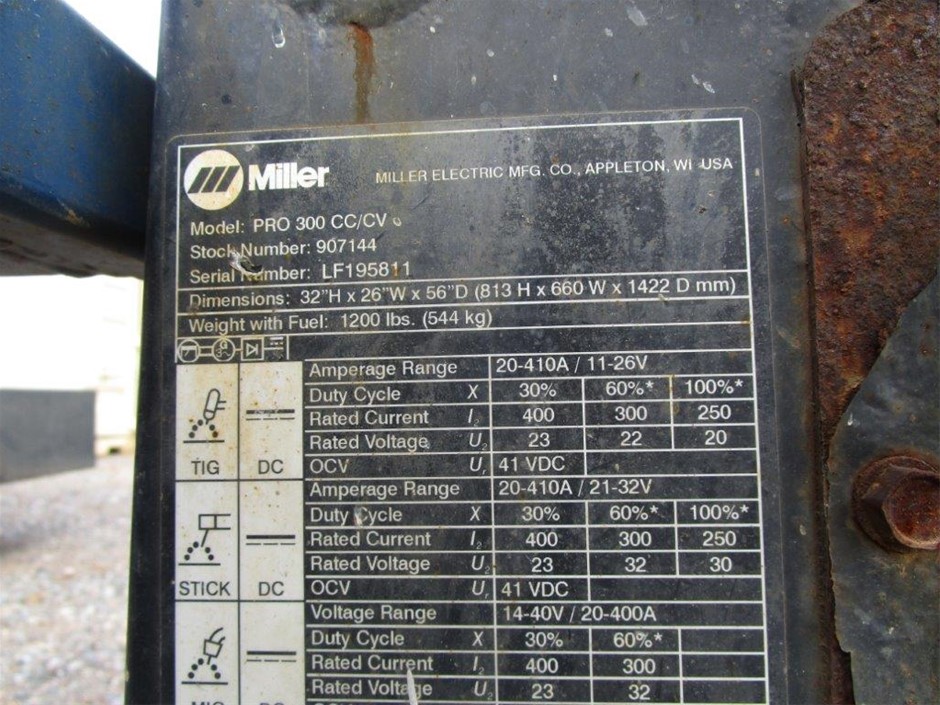 Miller MILLER ELECTRIC MFG. CO., APPLETON, WI USA
Model: PRO 300 CC/CV
Stock Number: 907144
Serial Number: LF195811
Dimensions: 32"H x 26"W x 56"D (813 H x 660 W x 1422 D mm)
Weight with Fuel: 1200 lbs. (544 kg)
Amperage Range 20-410A / 11-26V
Duty Cycle X 30% 60%* 100%*
Rated Current I2 400 300 250
Rated Voltage U2 23 22 20
TIG DC OCV Ur 41 VDC
Amperage Range 20-410A / 21-32V
Duty Cycle X 30% 60%* 100%*
Rated Current I2 400 300 250
Rated Voltage U2 23 32 30
STICK DC OCV Ur 41 VDC
Voltage Range 14-40V / 20-400A
Duty Cycle X 30% 60%*
Rated Current I2 400 300
Rated Voltage U2 23 32